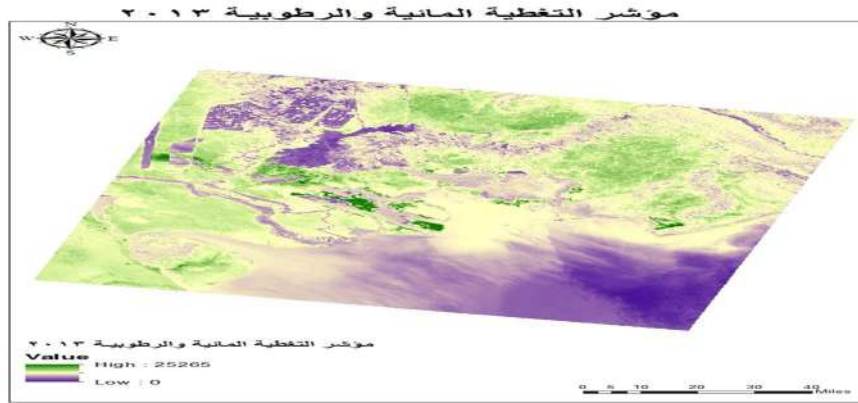 مؤشر التغطية المائية والرطوبية ٢٠١٣
N
W E
S
مؤشر التغطية المائية والرطوبية ٢٠١٣
Value
High : 25265
Low : 0
0 5 10 20 30 40
Miles